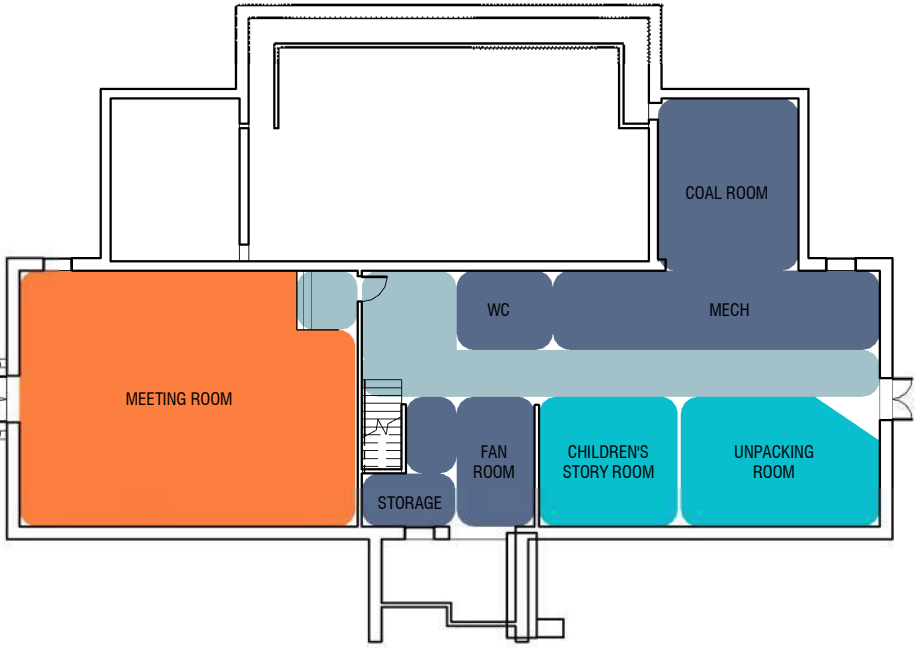 COAL ROOM
WC
MECH
MEETING ROOM
FAN
ROOM
CHILDREN'S
STORY ROOM
UNPACKING
ROOM
STORAGE